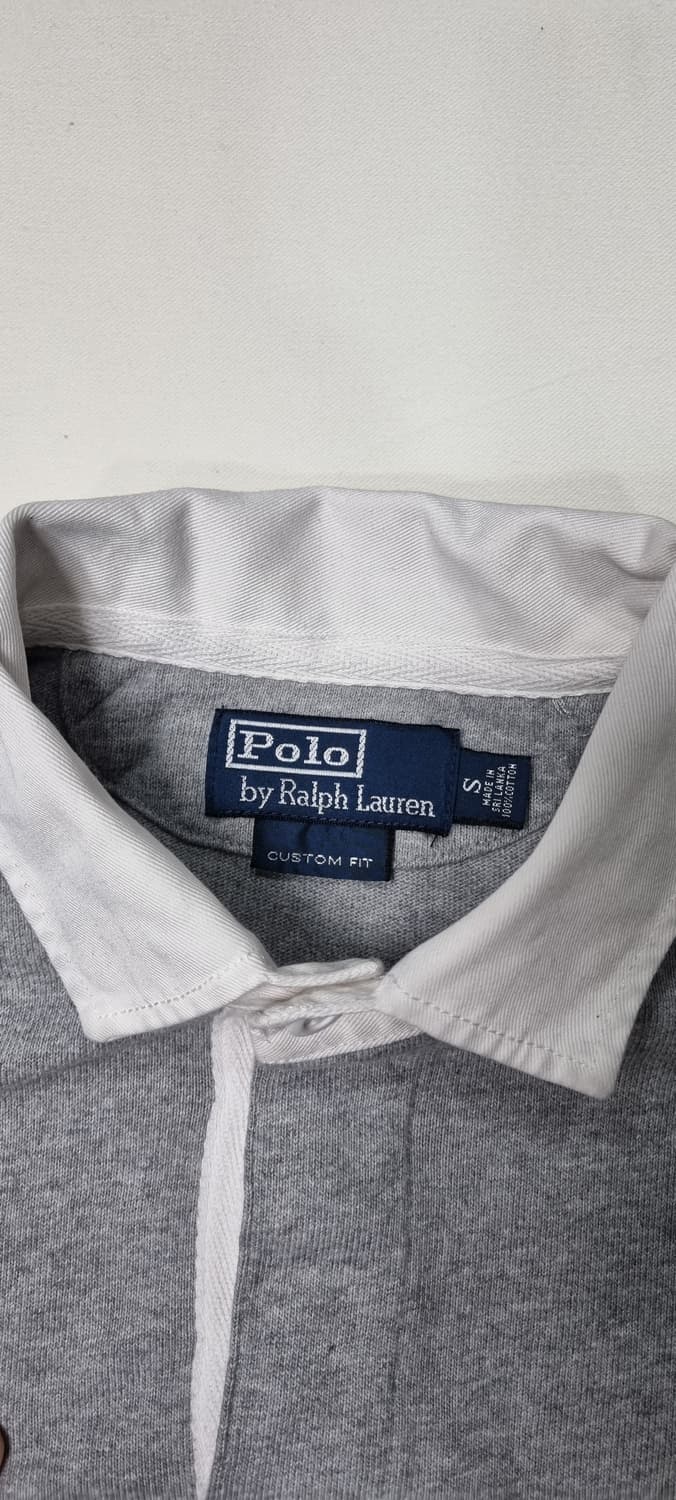 Polo
by Ralph Lauren
CUSTOM FIT
S
MADE IN
SRI LANKA
100% COTTON